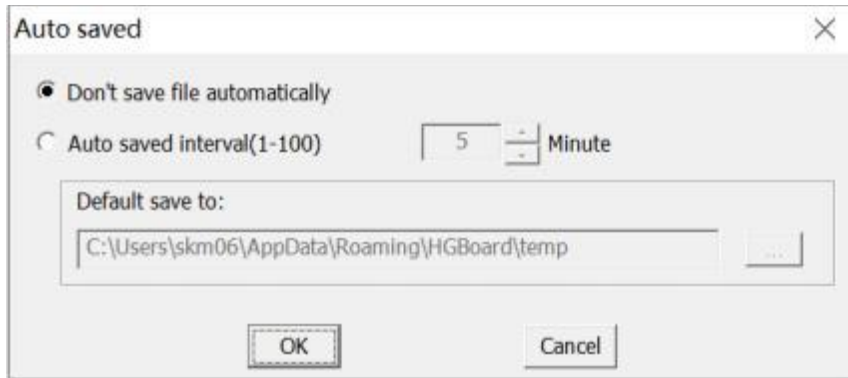 Auto saved
Don't save file automatically
Auto saved interval(1-100) 5 Minute
Default save to:
C:\Users\skm06\AppData\Roaming\HGBoard\temp
...
OK Cancel